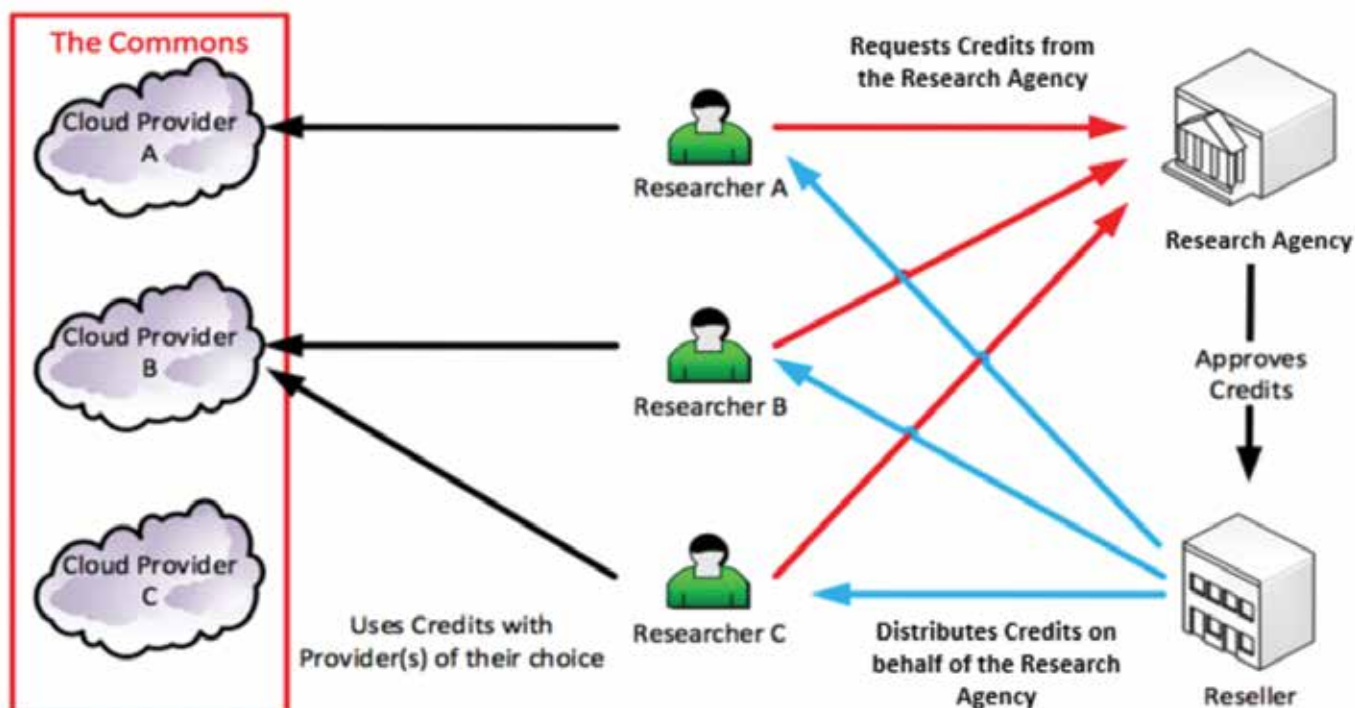 The Commons
Cloud Provider
A
Cloud Provider
B
Cloud Provider
C
Uses Credits with
Provider(s) of their choice
Researcher A
Researcher B
Researcher C
Requests Credits from
the Research Agency
Research Agency
Approves
Credits
Distributes Credits on
behalf of the Research
Agency
Reseller